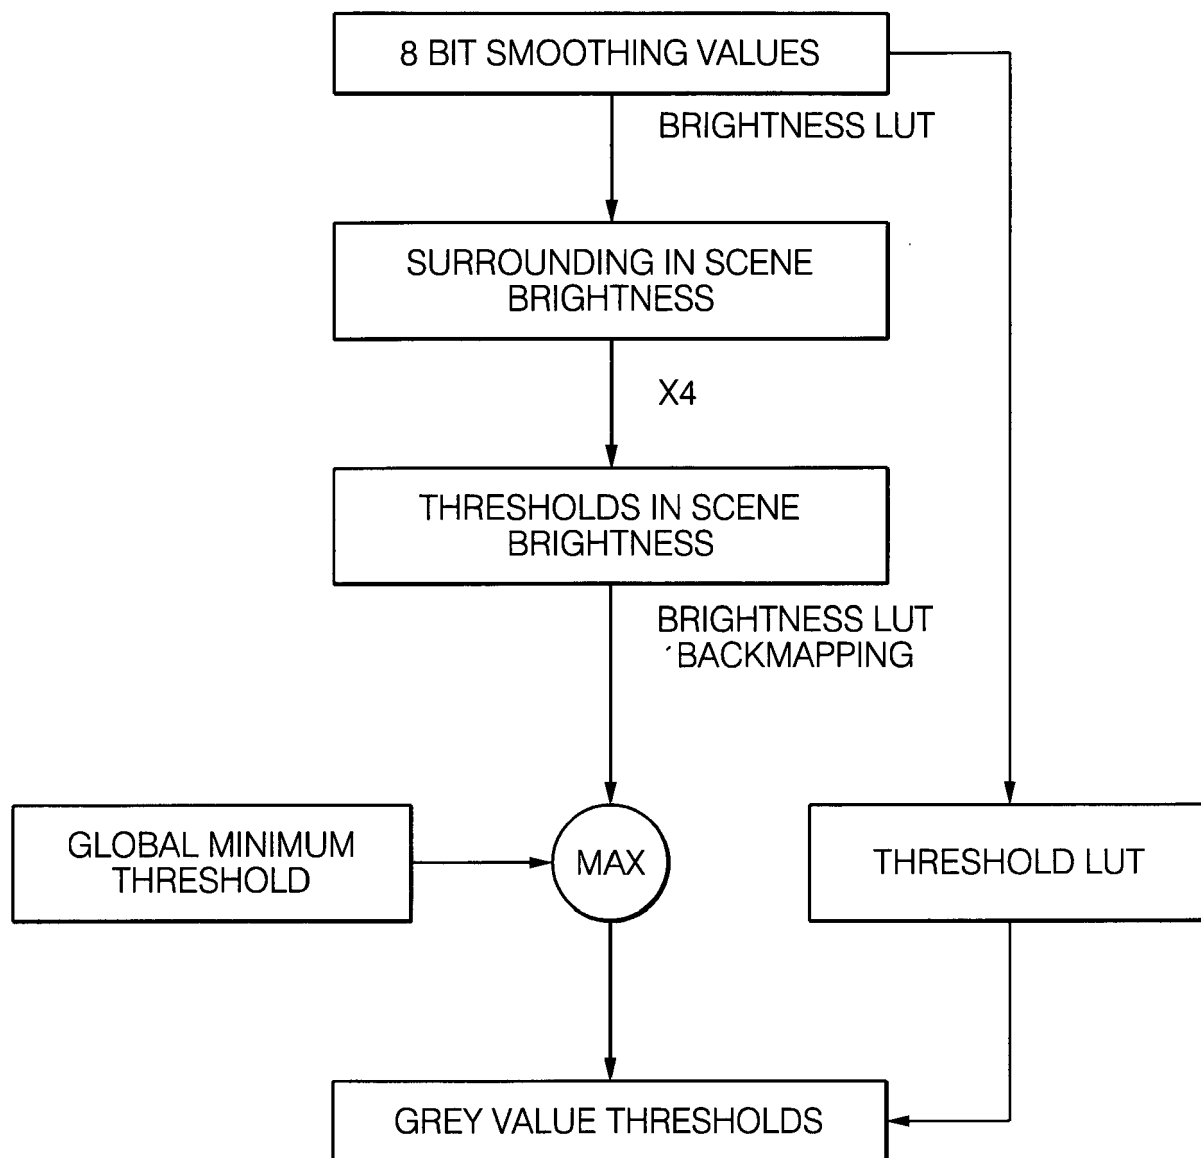 8 BIT SMOOTHING VALUES
BRIGHTNESS LUT
SURROUNDING IN SCENE
BRIGHTNESS
X4
THRESHOLDS IN SCENE
BRIGHTNESS
BRIGHTNESS LUT
BACKMAPPING
GLOBAL MINIMUM
THRESHOLD
MAX
THRESHOLD LUT
GREY VALUE THRESHOLDS